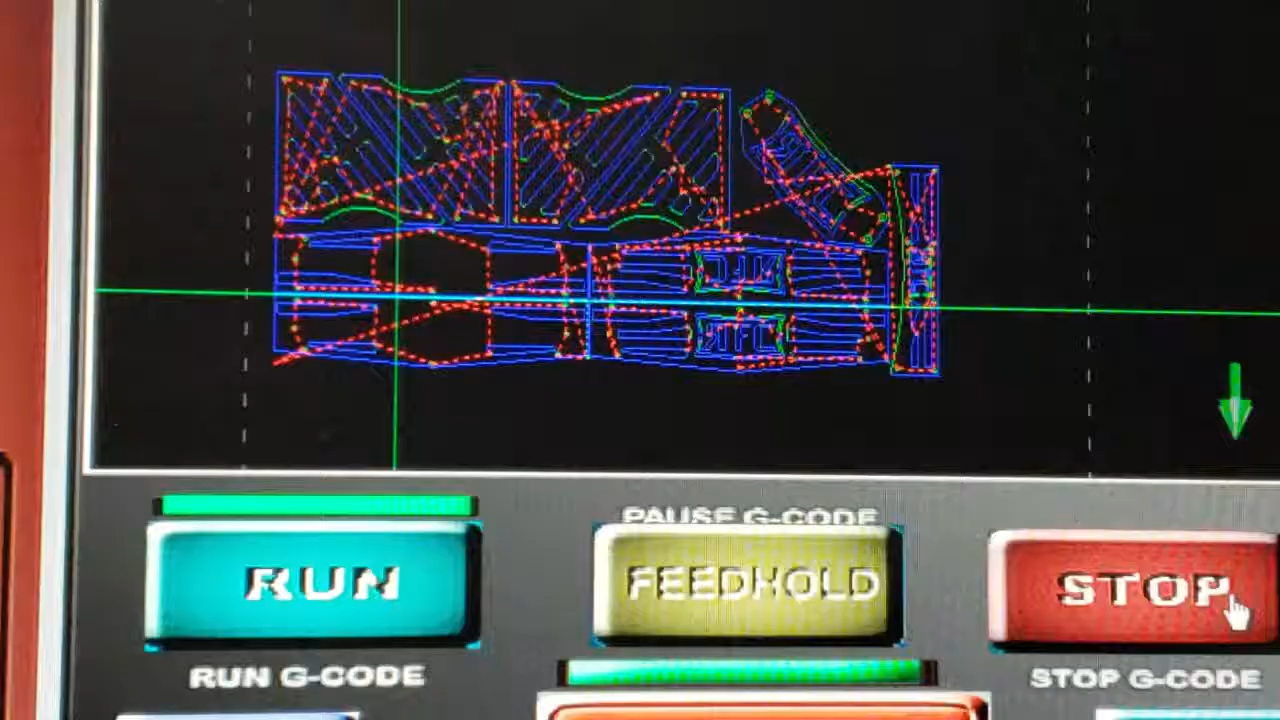 PAUSE G-CODE
RUN
FEEDHOLD
STOP
RUN G-CODE
STOP G-CODE